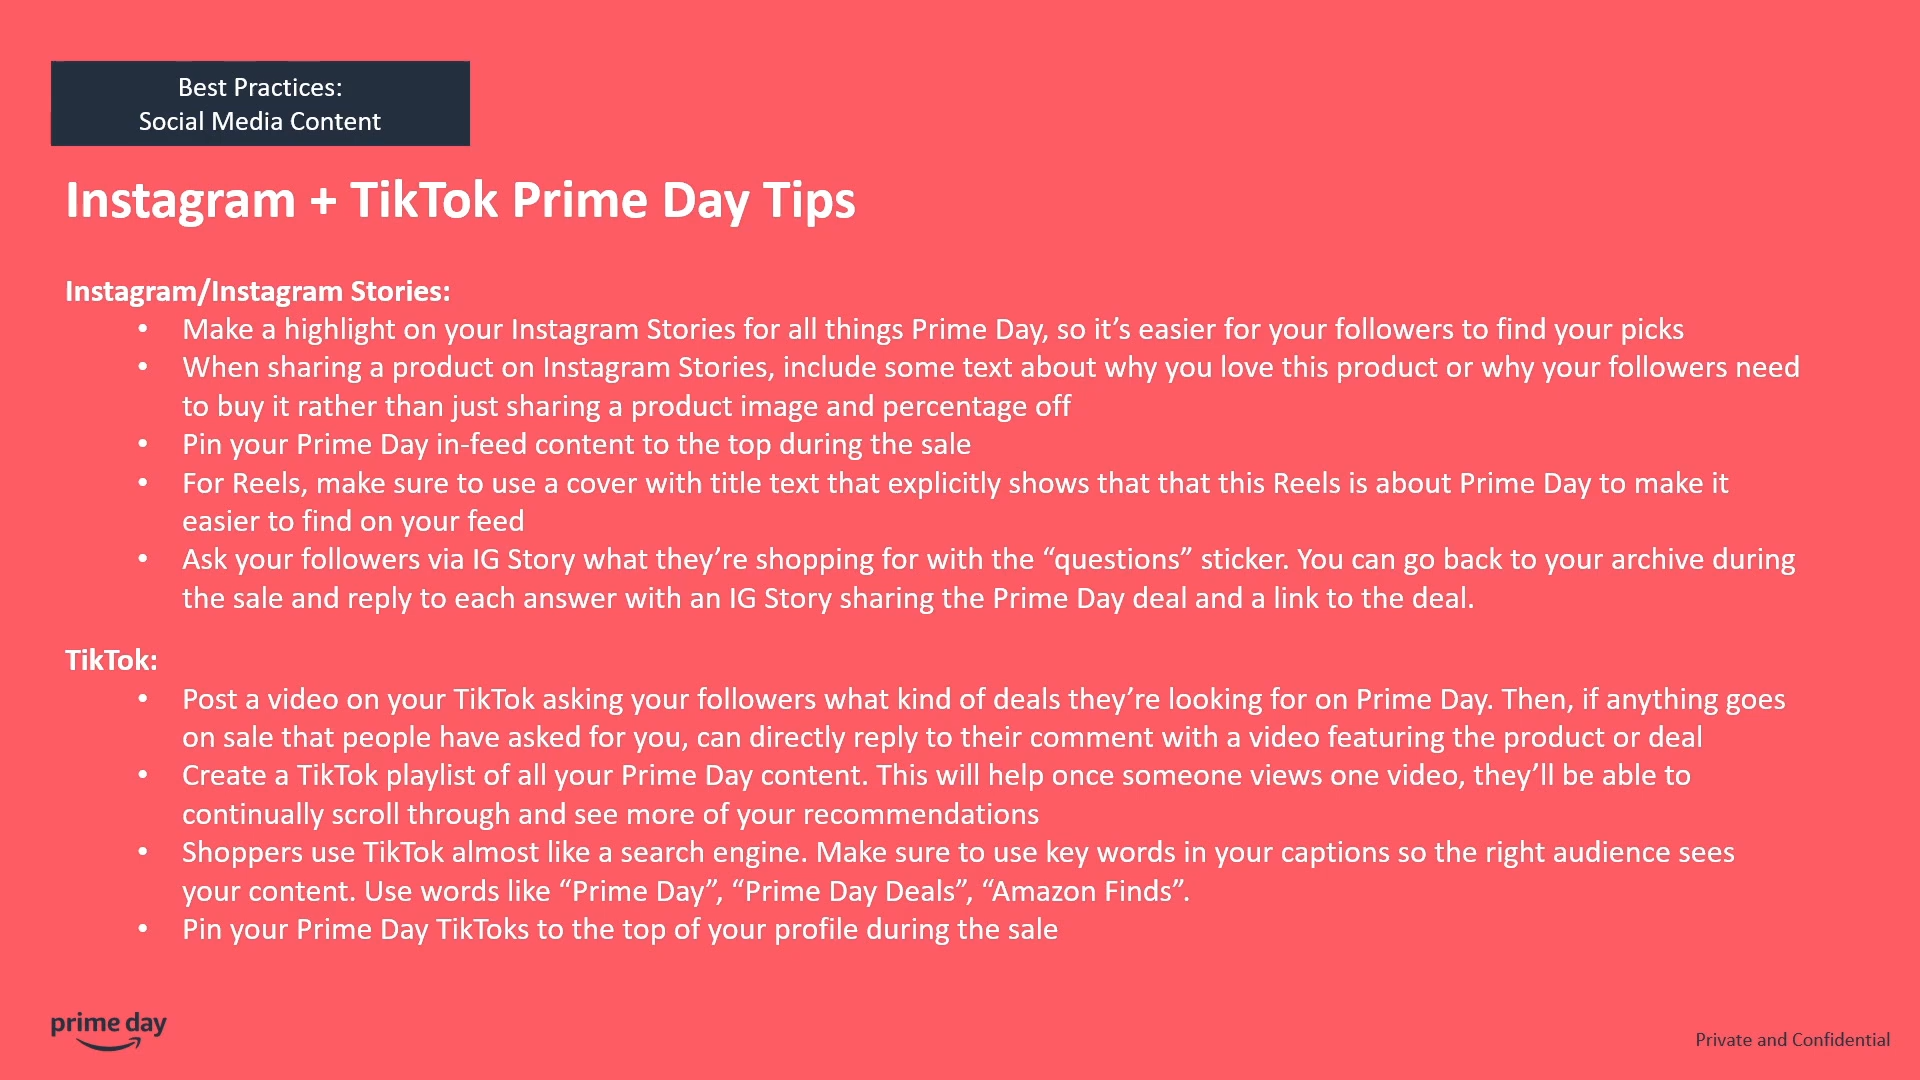 Best Practices:
Social Media Content
Instagram + TikTok Prime Day Tips
Instagram/Instagram Stories:
• Make a highlight on your Instagram Stories for all things Prime Day, so it’s easier for your followers to find your picks
• When sharing a product on Instagram Stories, include some text about why you love this product or why your followers need
to buy it rather than just sharing a product image and percentage off
• Pin your Prime Day in-feed content to the top during the sale
• For Reels, make sure to use a cover with title text that explicitly shows that that this Reels is about Prime Day to make it
easier to find on your feed
• Ask your followers via IG Story what they’re shopping for with the “questions” sticker. You can go back to your archive during
the sale and reply to each answer with an IG Story sharing the Prime Day deal and a link to the deal.
TikTok:
• Post a video on your TikTok asking your followers what kind of deals they’re looking for on Prime Day. Then, if anything goes
on sale that people have asked for you, can directly reply to their comment with a video featuring the product or deal
• Create a TikTok playlist of all your Prime Day content. This will help once someone views one video, they’ll be able to
continually scroll through and see more of your recommendations
• Shoppers use TikTok almost like a search engine. Make sure to use key words in your captions so the right audience sees
your content. Use words like “Prime Day”, “Prime Day Deals”, “Amazon Finds”.
• Pin your Prime Day TikToks to the top of your profile during the sale
prime day
Private and Confidential